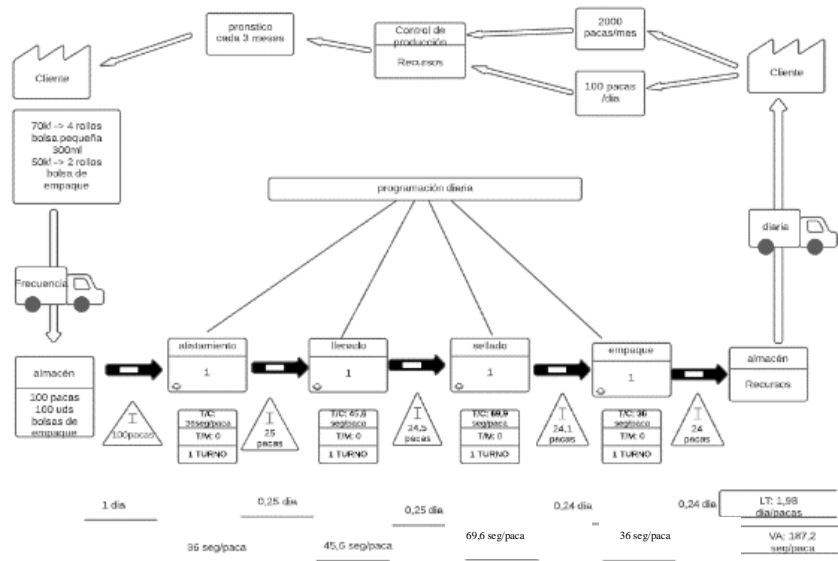 pronstico
cada 3 meses
Control de
producción
Recursos
2000
pacas/mes
100 pacas
/dia
Cliente
Cliente
70kl -> 4 rollos
bolsa pequeña
300ml
50kl -> 2 rollos
bolsa de
empaque
programación diaria
Frecuencia
diaria
almacén
100 pacas
100 uds
bolsas de
empaque
alistamiento
1
llenado
1
sellado
1
empaque
1
almacén
Recursos
I
100pacas
T/C:
36seg/paca
T/M: 0
1 TURNO
I
25
pacas
T/C: 45,6
seg/paca
T/M: 0
1 TURNO
I
24,5
pacas
T/C: 69,9
seg/paca
T/M: 0
1 TURNO
I
24,1
pacas
T/C: 36
seg/paca
T/M: 0
1 TURNO
I
24
pacas
1 dia
0,25 dia
0,25 dia
0,24 dia
0,24 dia
LT: 1,98
dia/pacas
36 seg/paca
45,6 seg/paca
69,6 seg/paca
36 seg/paca
VA: 187,2
seg/paca